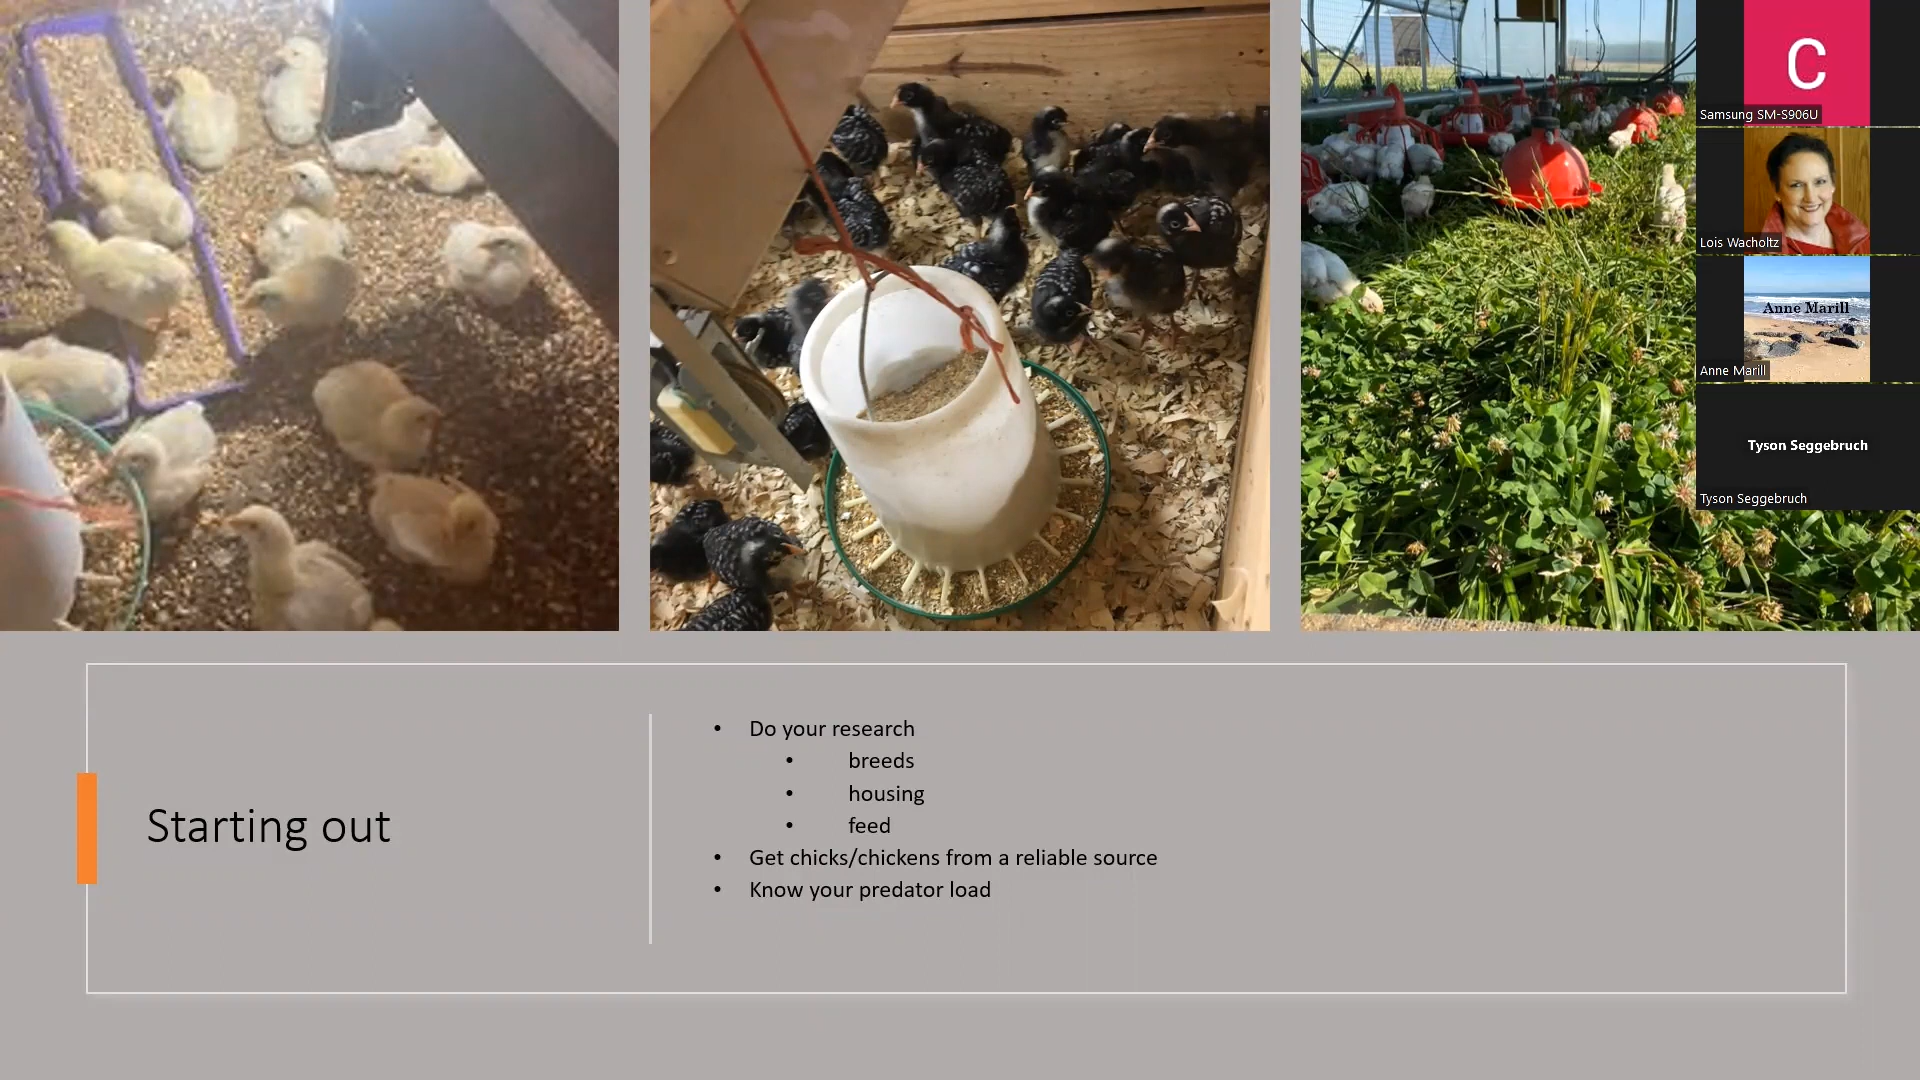 C
Samsung SM-S906U
Lois Wacholtz
Anne Marill
Anne Marill
Tyson Seggebruch
Tyson Seggebruch
Starting out
• Do your research
• breeds
• housing
• feed
• Get chicks/chickens from a reliable source
• Know your predator load